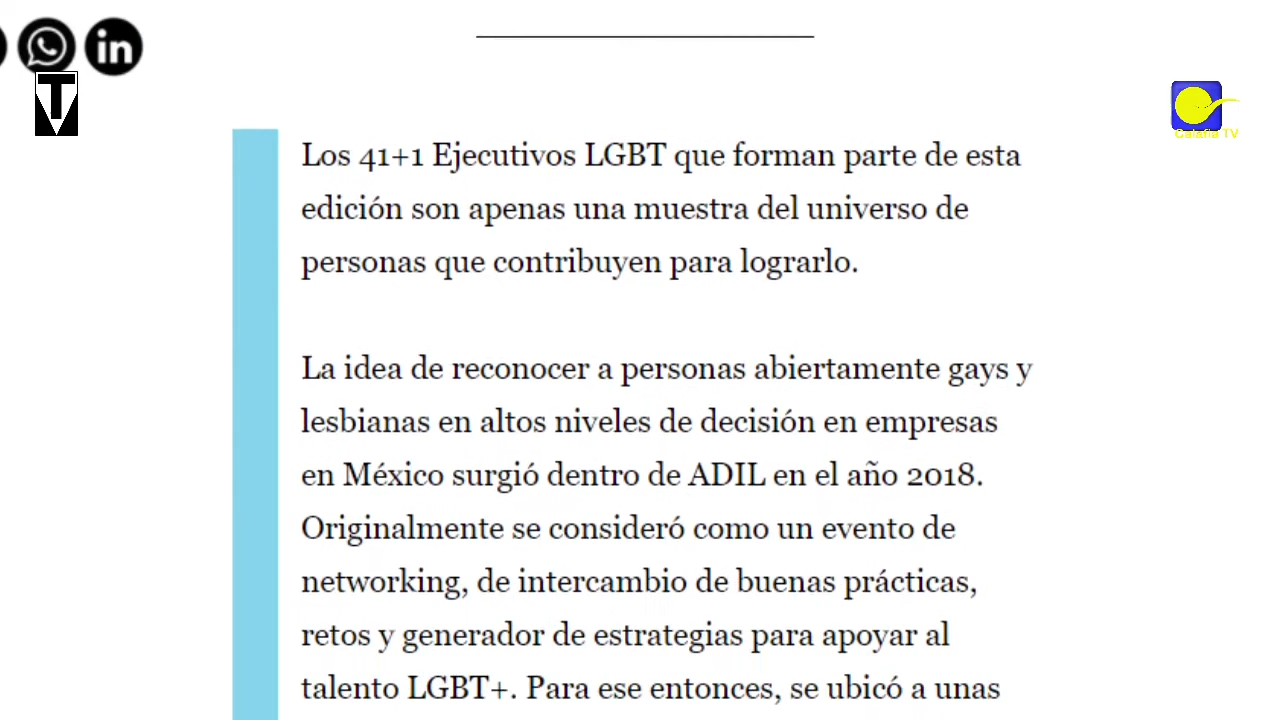 in
TV
Calafia TV
Los 41+1 Ejecutivos LGBT que forman parte de esta
edición son apenas una muestra del universo de
personas que contribuyen para lograrlo.
La idea de reconocer a personas abiertamente gays y
lesbianas en altos niveles de decisión en empresas
en México surgió dentro de ADIL en el año 2018.
Originalmente se consideró como un evento de
networking, de intercambio de buenas prácticas,
retos y generador de estrategias para apoyar al
talento LGBT+. Para ese entonces, se ubicó a unas